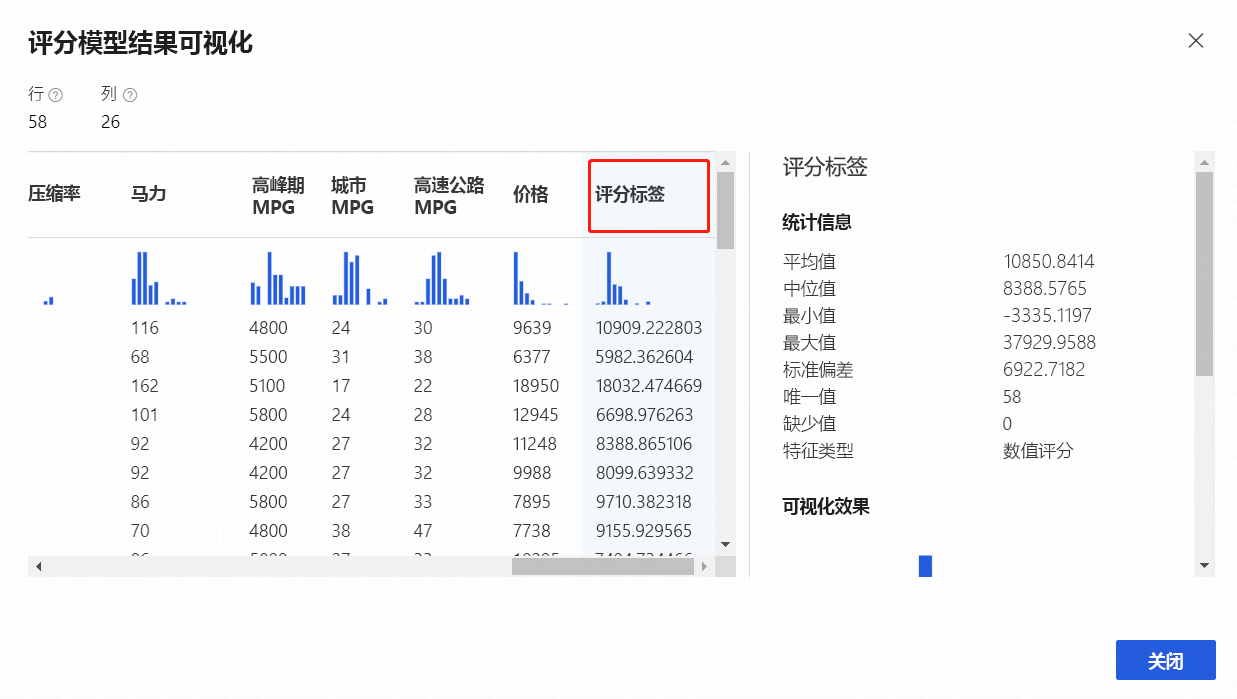 评分模型结果可视化
行 列
58 26
压缩率 马力 高峰期 MPG 城市 MPG 高速公路 MPG 价格 评分标签
116 4800 24 30 9639 10909.222803
68 5500 31 38 6377 5982.362604
162 5100 17 22 18950 18032.474669
101 5800 24 28 12945 6698.976263
92 4200 27 32 11248 8388.865106
92 4200 27 32 9988 8099.639332
86 5800 27 33 7895 9710.382318
70 4800 38 47 7738 9155.929565
评分标签
统计信息
平均值 10850.8414
中位值 8388.5765
最小值 -3335.1197
最大值 37929.9588
标准偏差 6922.7182
唯一值 58
缺少值 0
特征类型 数值评分
可视化效果
关闭